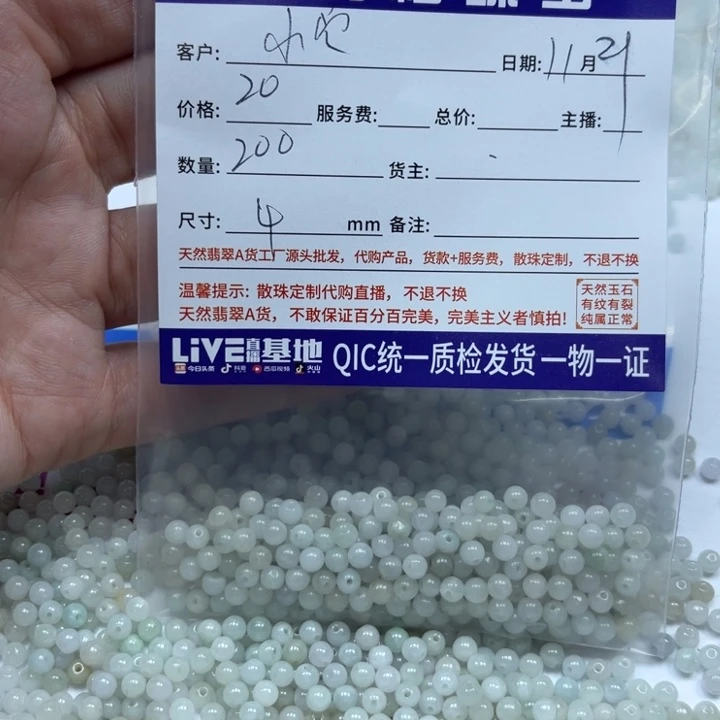 客户: 小
日期: 11月21
价格: 20 服务费: 总价: 主播:
数量: 200 货主:
尺寸: 4 mm 备注:
天然翡翠A货工厂源头批发，代购产品，货款+服务费，散珠定制，不退不换
温馨提示: 散珠定制代购直播，不退不换
天然翡翠A货，不敢保证百分百完美，完美主义者慎拍!
天然玉石
有纹有裂
纯属正常
LiVE直播基地 QIC统一质检发货 一物一证
今日头条 抖音 西瓜视频 火山